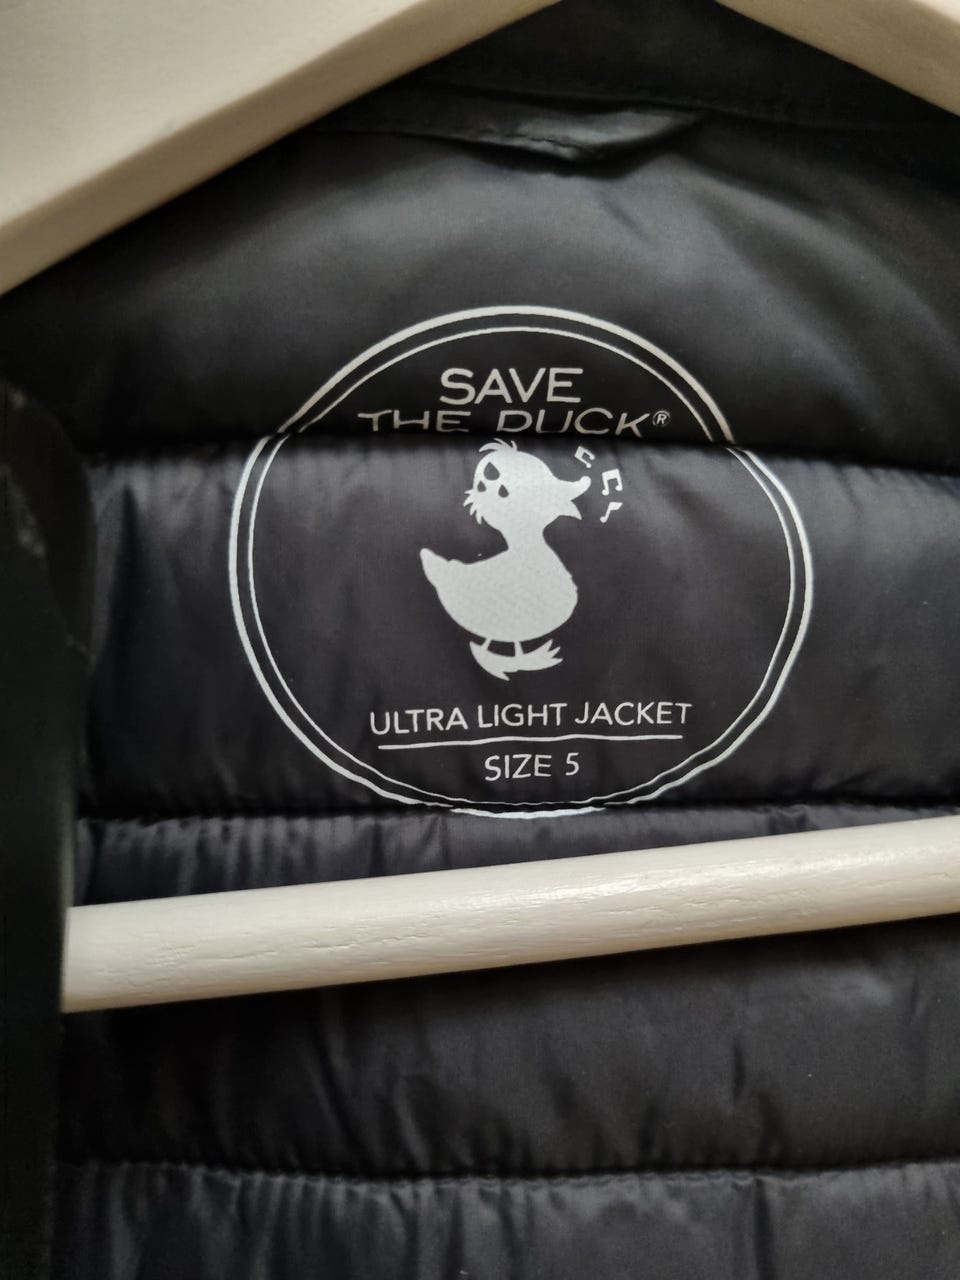 SAVE
THE DUCK®
ULTRA LIGHT JACKET
SIZE 5